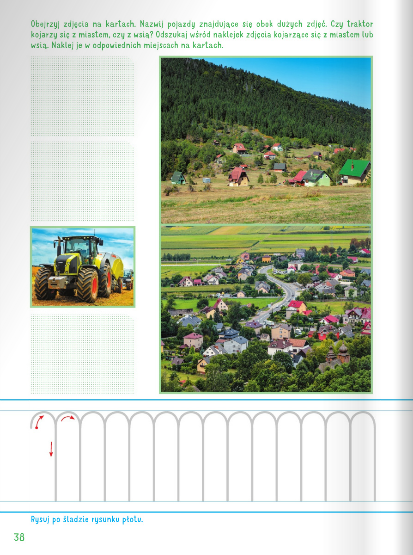 Obejrzyj zdjęcia na kartach. Nazwij pojazdy znajdujące się obok dużych zdjęć. Czy traktor
kojarzy się z miastem, czy z wsią? Odszukaj wśród naklejek zdjęcia kojarzące się z miastem lub
wsią. Naklej je w odpowiednich miejscach na kartach.
Rysuj po śladzie rysunku płotu.
38